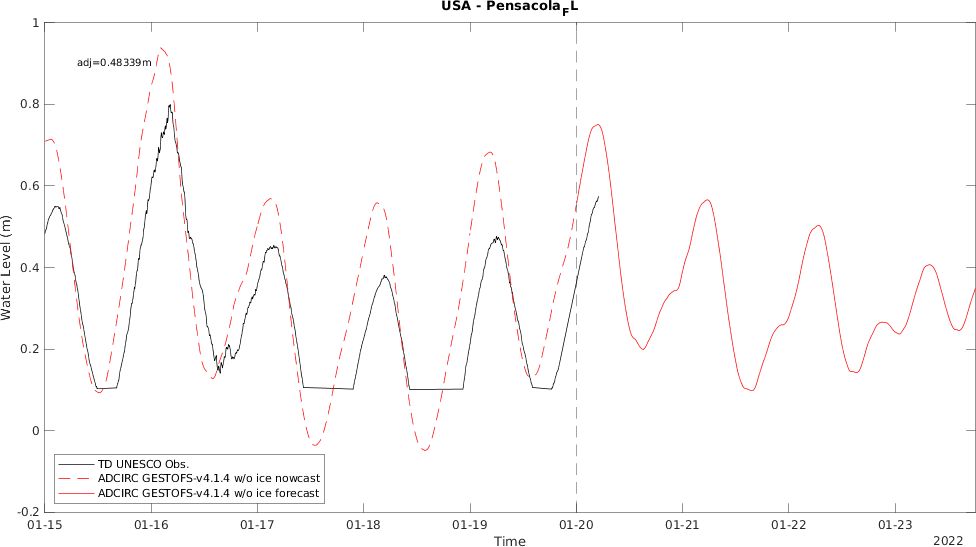 USA - Pensacola_FL
1
adj=0.48339m
0.8
0.6
0.4
0.2
0
-0.2
Water Level (m)
TD UNESCO Obs.
ADCIRC GESTOFS-v4.1.4 w/o ice nowcast
ADCIRC GESTOFS-v4.1.4 w/o ice forecast
01-15 01-16 01-17 01-18 01-19 01-20 01-21 01-22 01-23
Time
2022